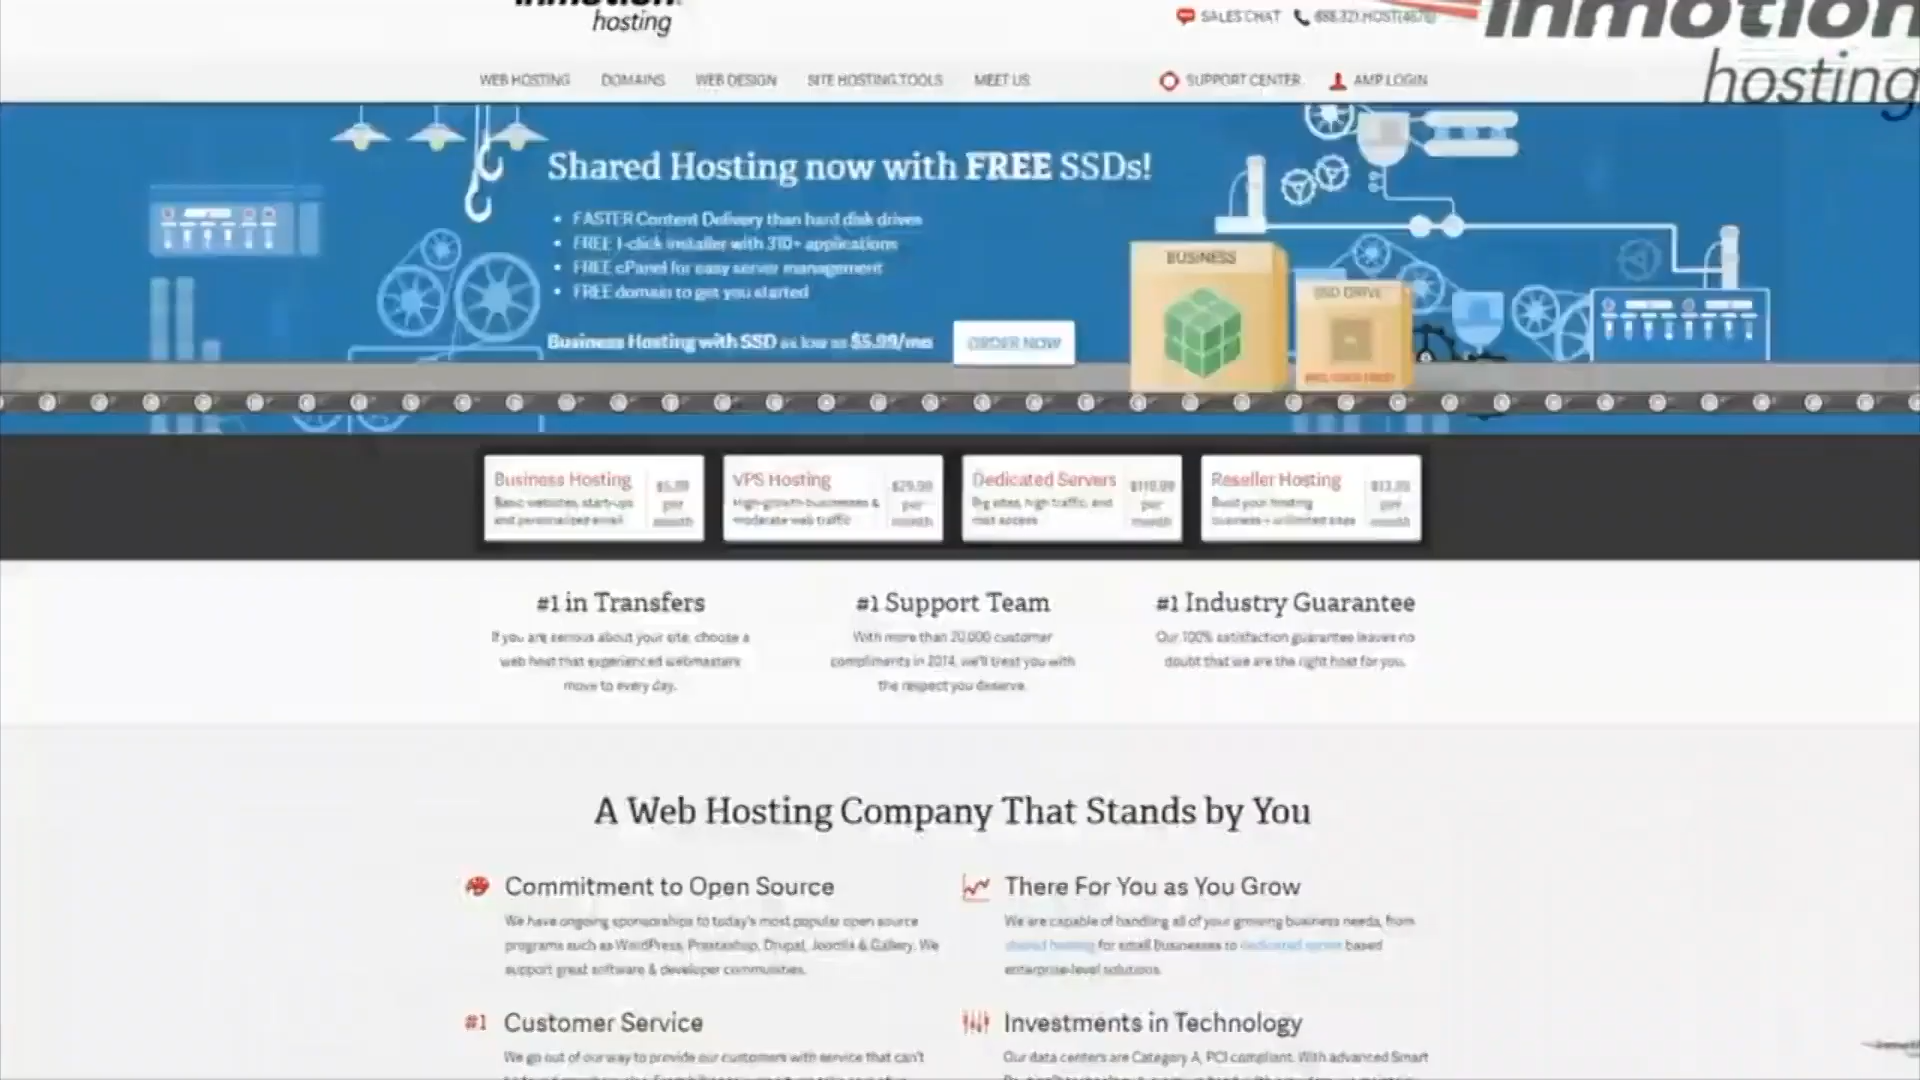 inmotion
hosting
SALES CHAT
inmotion
hosting
WEB HOSTING DOMAINS WEB DESIGN SITE HOSTING TOOLS MEET US SUPPORT CENTER AMP LOGIN
Shared Hosting now with FREE SSDs!
• FASTER Content Delivery than hard disk drives
• FREE 1-click installer with 310+ applications
• FREE cPanel for easy server management
• FREE domain to get you started
Business Hosting with SSD as low as $5.99/mo
ORDER NOW
BUSINESS
SSD DRIVE
Business Hosting
Basic websites, start-ups
and personalized email
$5.99
per
month
VPS Hosting
High-growth businesses &
moderate web traffic
$29.99
per
month
Dedicated Servers
Big sites, high traffic, and
root access
per
month
Reseller Hosting
Build your hosting
business - unlimited sites
per
month
#1 in Transfers
If you are serious about your site, choose a
web host that experienced webmasters
move to every day.
#1 Support Team
With more than 20,000 customer
compliments in 2014, we'll treat you with
the respect you deserve.
#1 Industry Guarantee
Our 100% satisfaction guarantee leaves no
doubt that we are the right host for you.
A Web Hosting Company That Stands by You
Commitment to Open Source
We have ongoing sponsorships to today's most popular open source
programs such as WordPress, Prestashop, Drupal, Joomla & Gallery. We
support great software & developer communities.
There For You as You Grow
We are capable of handling all of your growing business needs, from
shared hosting for small Businesses to dedicated server based
enterprise-level solutions.
#1 Customer Service
We go out of our way to provide our customers with service that can't
Investments in Technology
Our data centers are Category A, PCI compliant. With advanced Smart